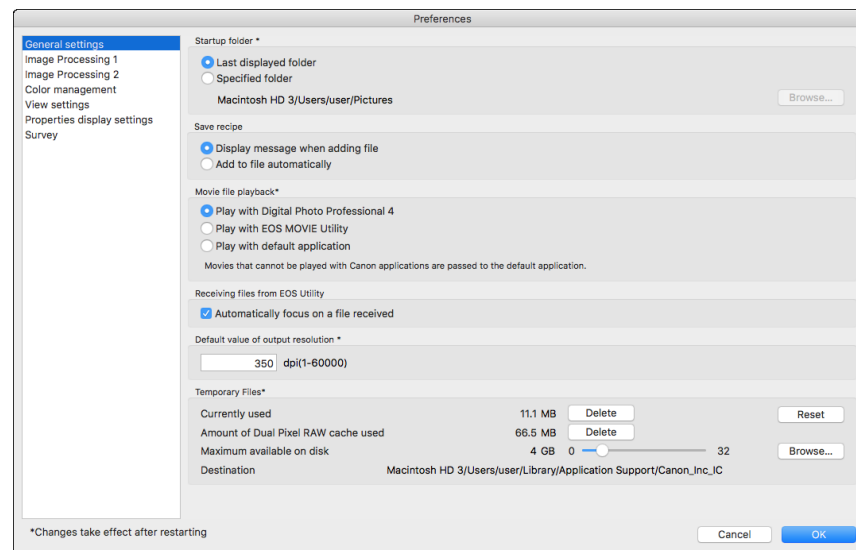 Preferences
General settings
Image Processing 1
Image Processing 2
Color management
View settings
Properties display settings
Survey
Startup folder *
Last displayed folder
Specified folder
Macintosh HD 3/Users/user/Pictures
Browse...
Save recipe
Display message when adding file
Add to file automatically
Movie file playback*
Play with Digital Photo Professional 4
Play with EOS MOVIE Utility
Play with default application
Movies that cannot be played with Canon applications are passed to the default application.
Receiving files from EOS Utility
Automatically focus on a file received
Default value of output resolution *
350 dpi(1-60000)
Temporary Files*
Currently used 11.1 MB Delete Reset
Amount of Dual Pixel RAW cache used 66.5 MB Delete
Maximum available on disk 4 GB 0 32 Browse...
Destination Macintosh HD 3/Users/user/Library/Application Support/Canon_Inc_IC
*Changes take effect after restarting
Cancel OK